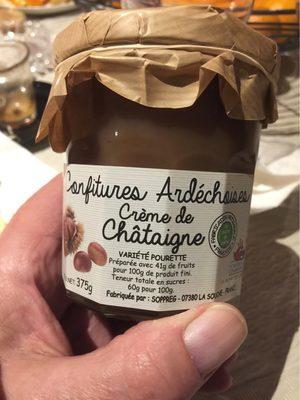 Confitures Ardéchoises
Crème de
Châtaigne
VARIÉTÉ POURETTE
Préparée avec 41g de fruits
pour 100g de produit fini.
Teneur totale en sucres :
60g pour 100g.
375g
Fabriquée par : SOPPREG - 07380 LA SOUCHE